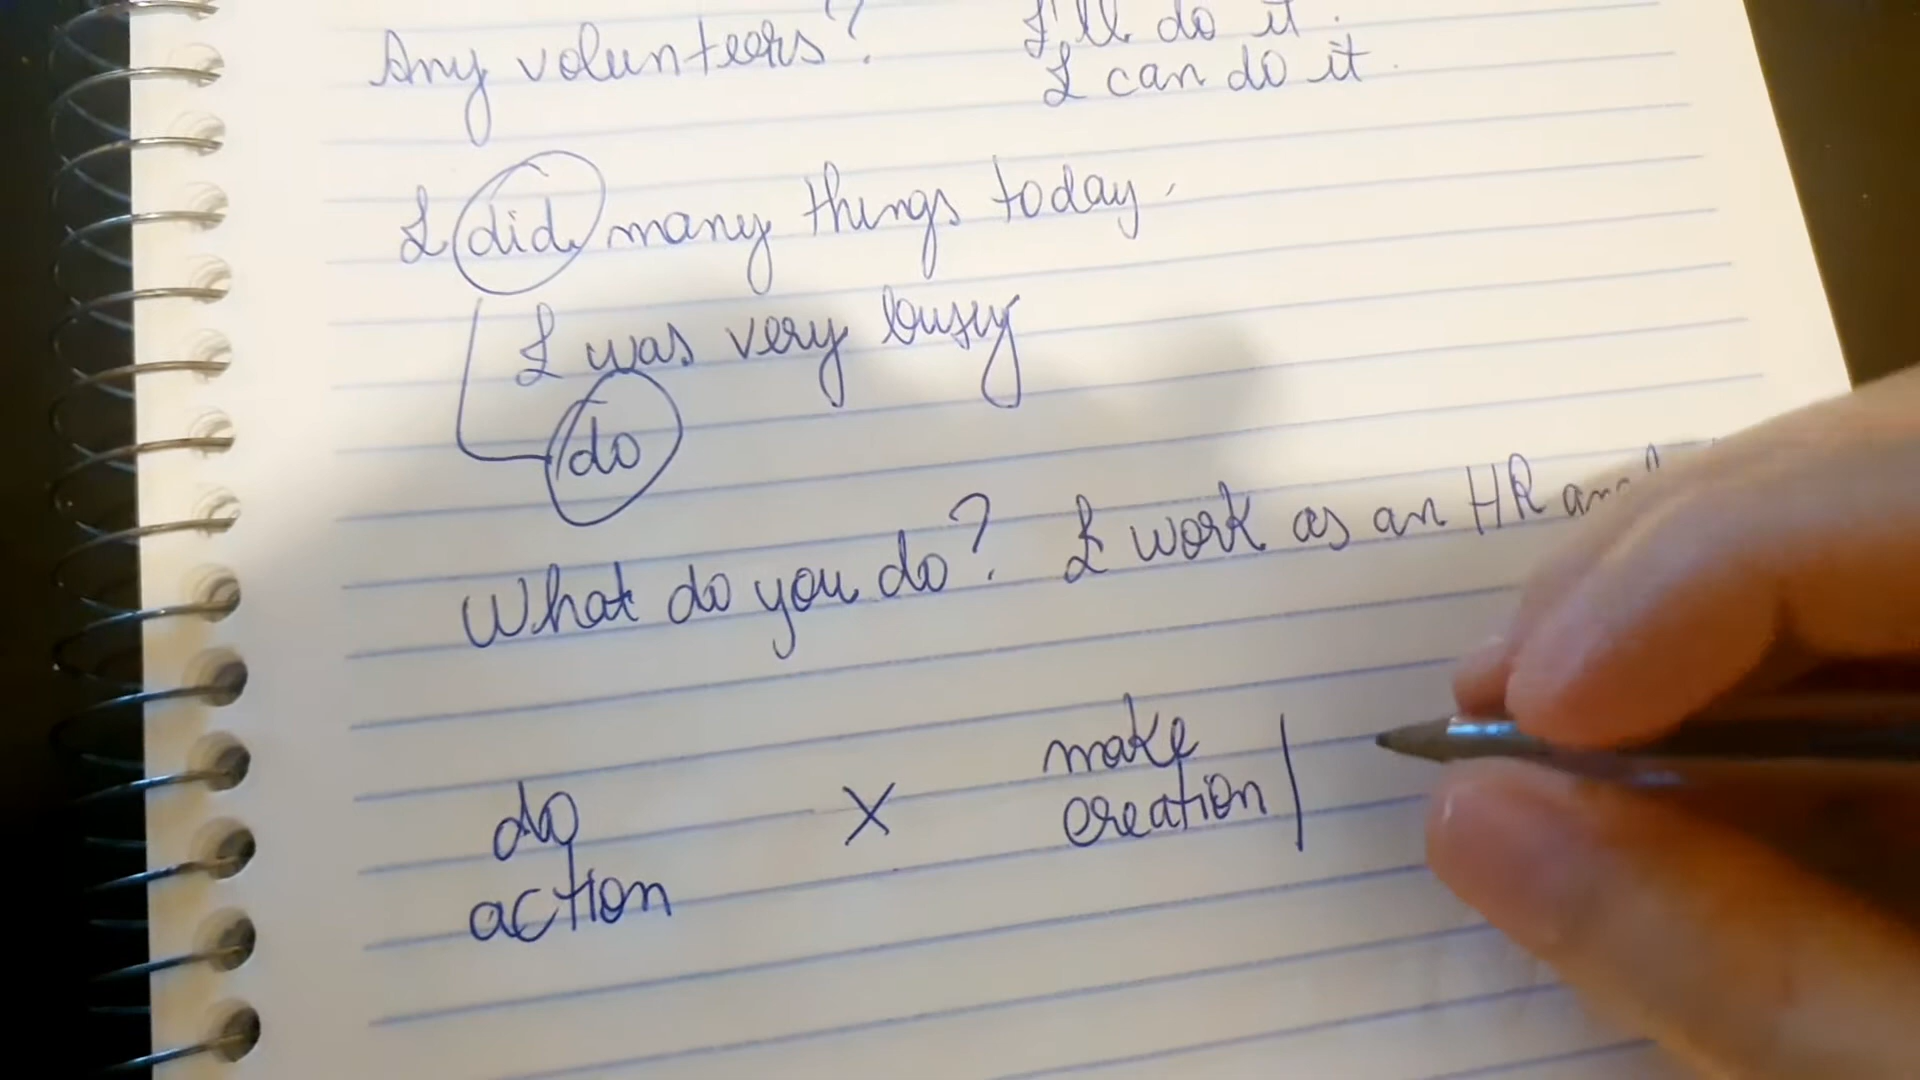 Any volunteers? I'll do it.
I can do it.
I did many things today.
I was very busy
do
What do you do? I work as an HR
do X make
action creation